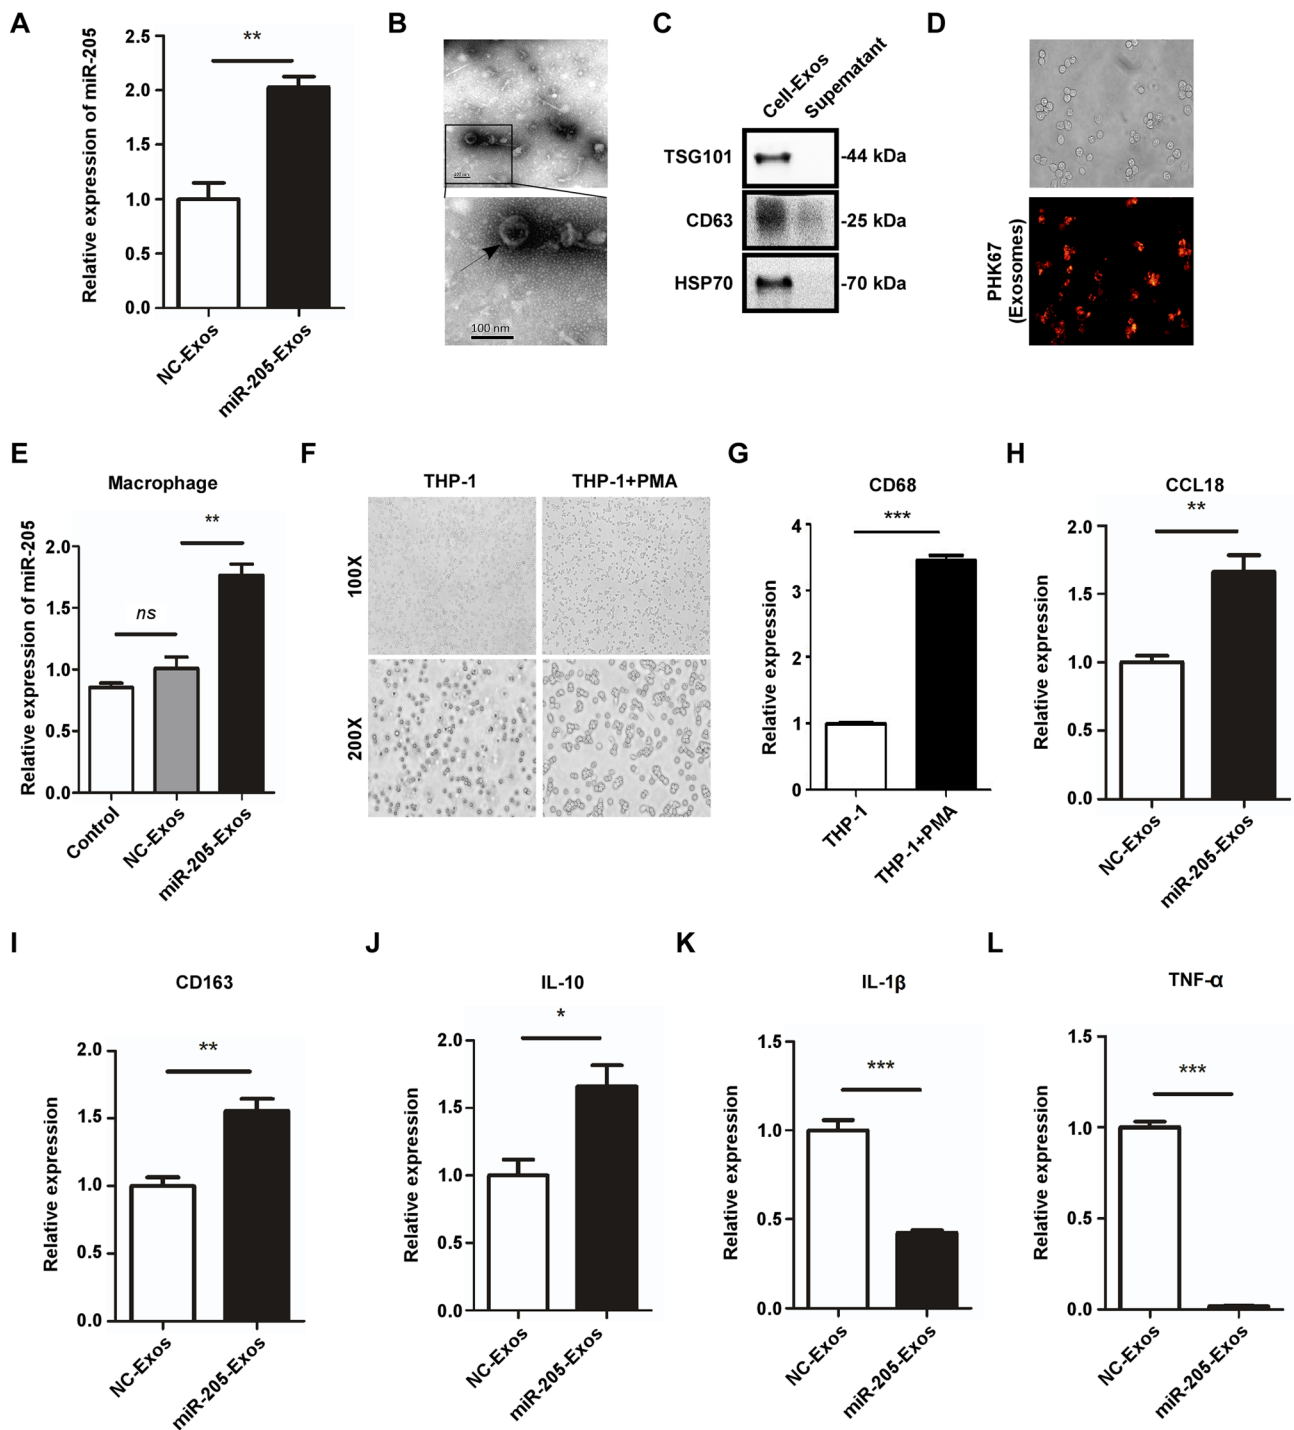 A
Relative expression of miR-205
2.5
2.0
1.5
1.0
0.5
0.0
**
NC-Exos
miR-205-Exos
B
100 nm
C
Cell-Exos
Supernatant
TSG101
-44 kDa
CD63
-25 kDa
HSP70
-70 kDa
D
PHK67
(Exosomes)
E
Macrophage
Relative expression of miR-205
2.0
1.5
1.0
0.5
0.0
ns
**
Control
NC-Exos
miR-205-Exos
F
THP-1
THP-1+PMA
100X
200X
G
CD68
Relative expression
4
3
2
1
0
***
THP-1
THP-1+PMA
H
CCL18
Relative expression
2.0
1.5
1.0
0.5
0.0
**
NC-Exos
miR-205-Exos
I
CD163
Relative expression
2.0
1.5
1.0
0.5
0.0
**
NC-Exos
miR-205-Exos
J
IL-10
Relative expression
2.0
1.5
1.0
0.5
0.0
*
NC-Exos
miR-205-Exos
K
IL-1β
Relative expression
1.5
1.0
0.5
0.0
***
NC-Exos
miR-205-Exos
L
TNF-α
Relative expression
1.5
1.0
0.5
0.0
***
NC-Exos
miR-205-Exos